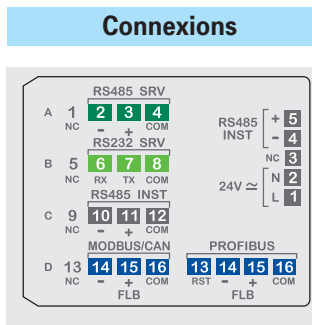 Connexions
RS485 SRV
A 1 2 3 4
NC - + COM
RS232 SRV
B 5 6 7 8
NC RX TX COM
RS485 INST
C 9 10 11 12
NC - + COM
MODBUS/CAN
D 13 14 15 16
NC - + COM
FLB
RS485 INST
+ 5
- 4
NC 3
24V ≃
N 2
L 1
PROFIBUS
13 14 15 16
RST - + COM
FLB